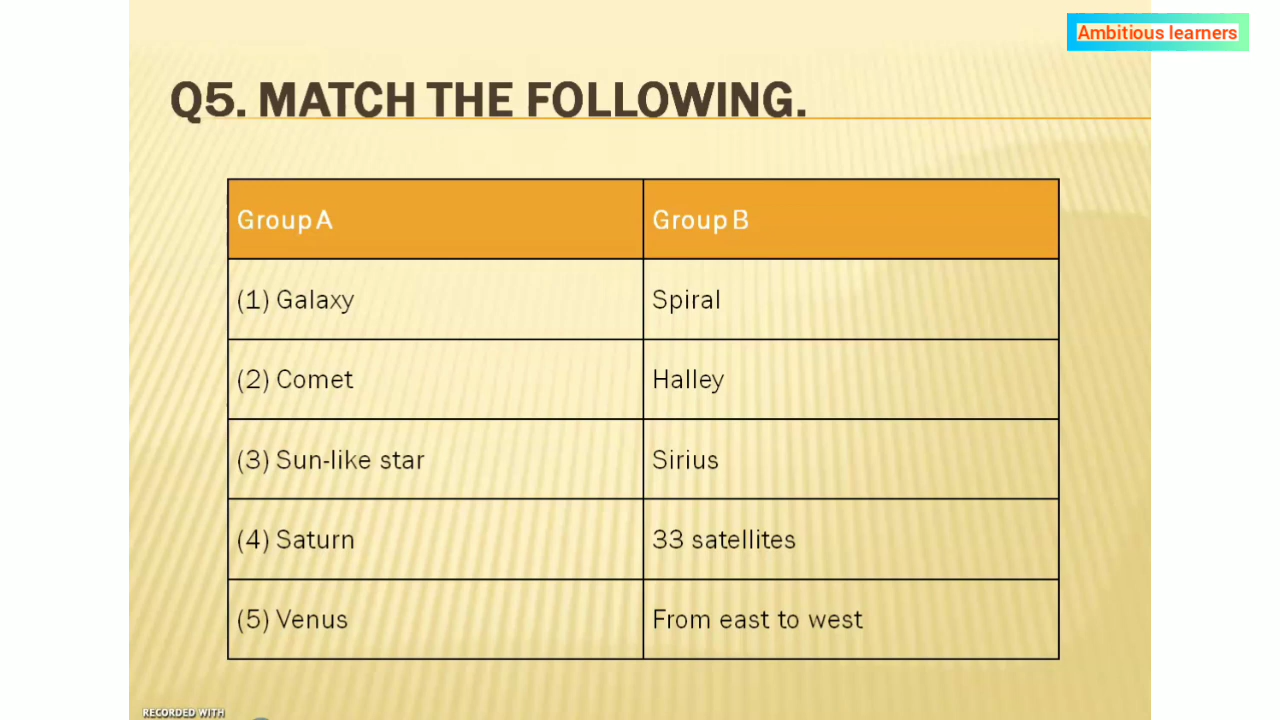 Ambitious learners
Q5. MATCH THE FOLLOWING.
Group A Group B
(1) Galaxy Spiral
(2) Comet Halley
(3) Sun-like star Sirius
(4) Saturn 33 satellites
(5) Venus From east to west
RECORDED WITH